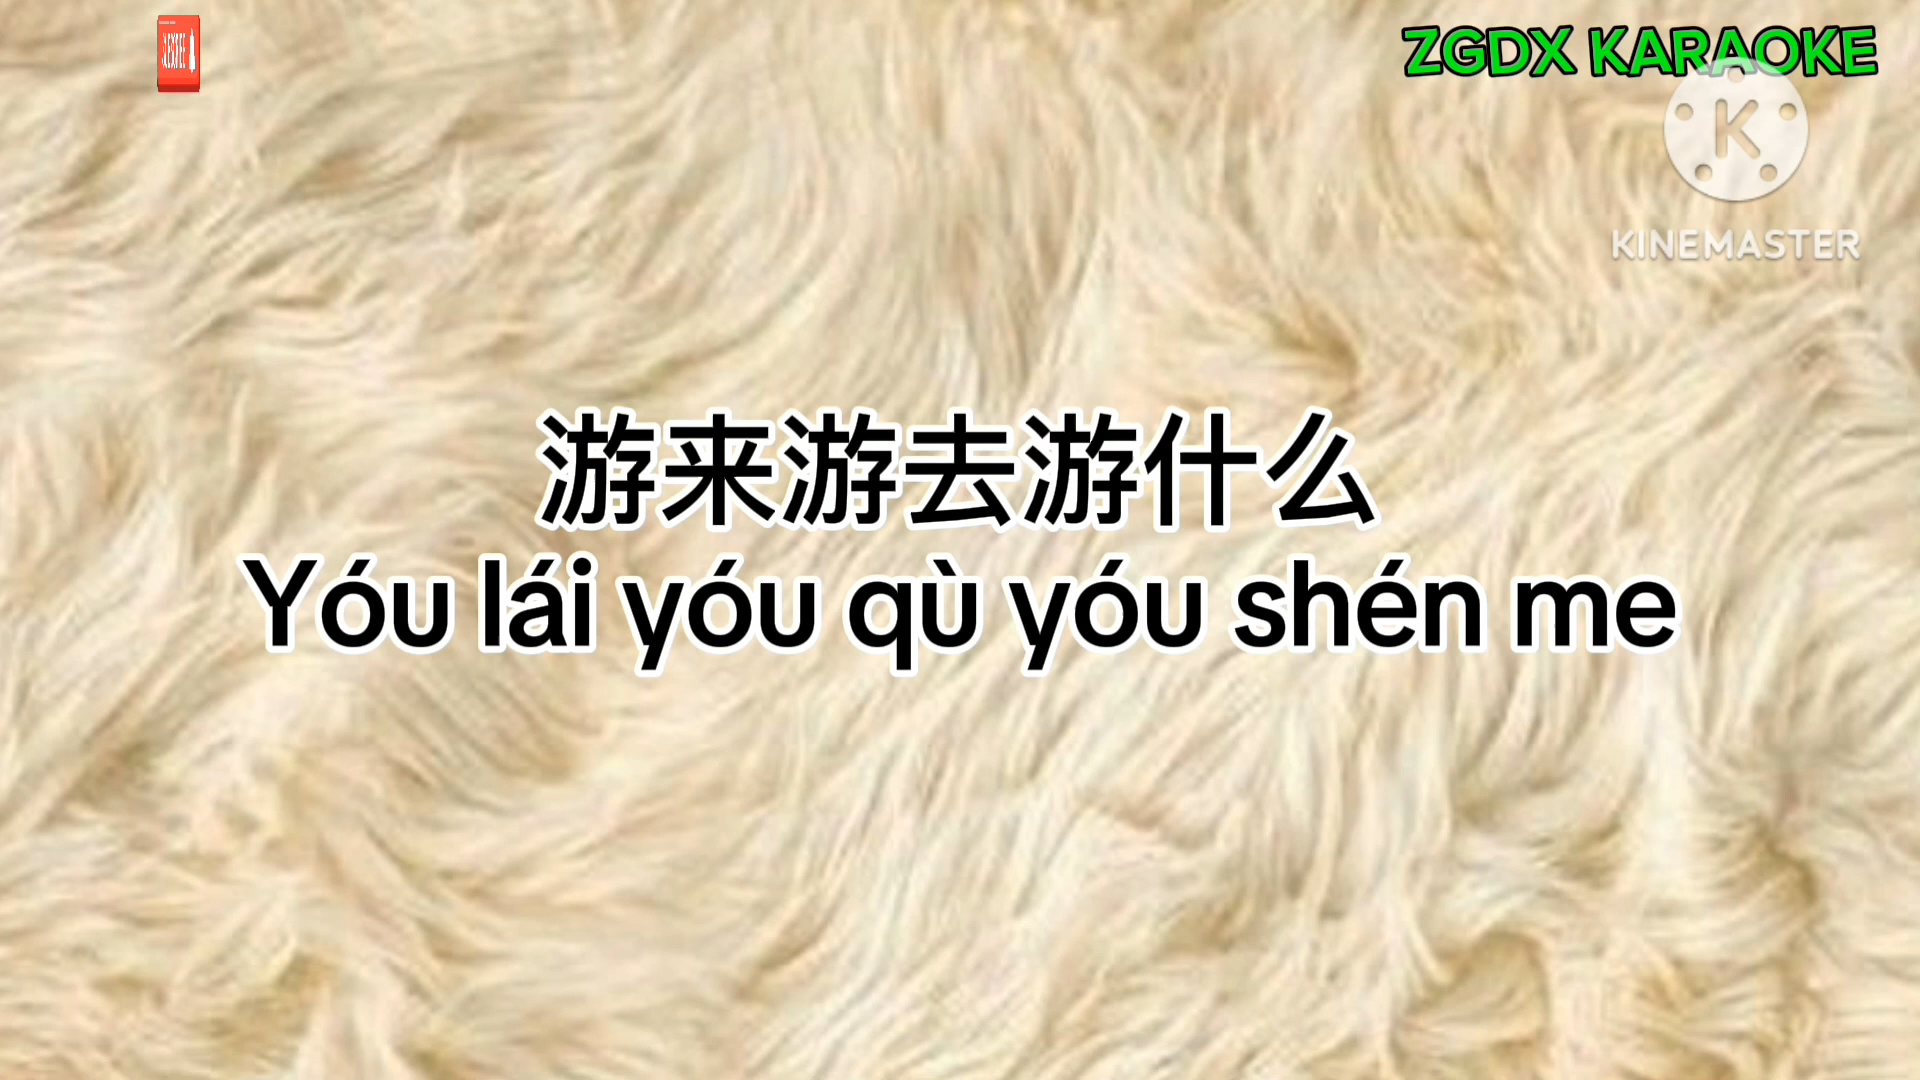 ZGDX KARAOKE
KINEMASTER
游来游去游什么
Yóu lái yóu qù yóu shén me